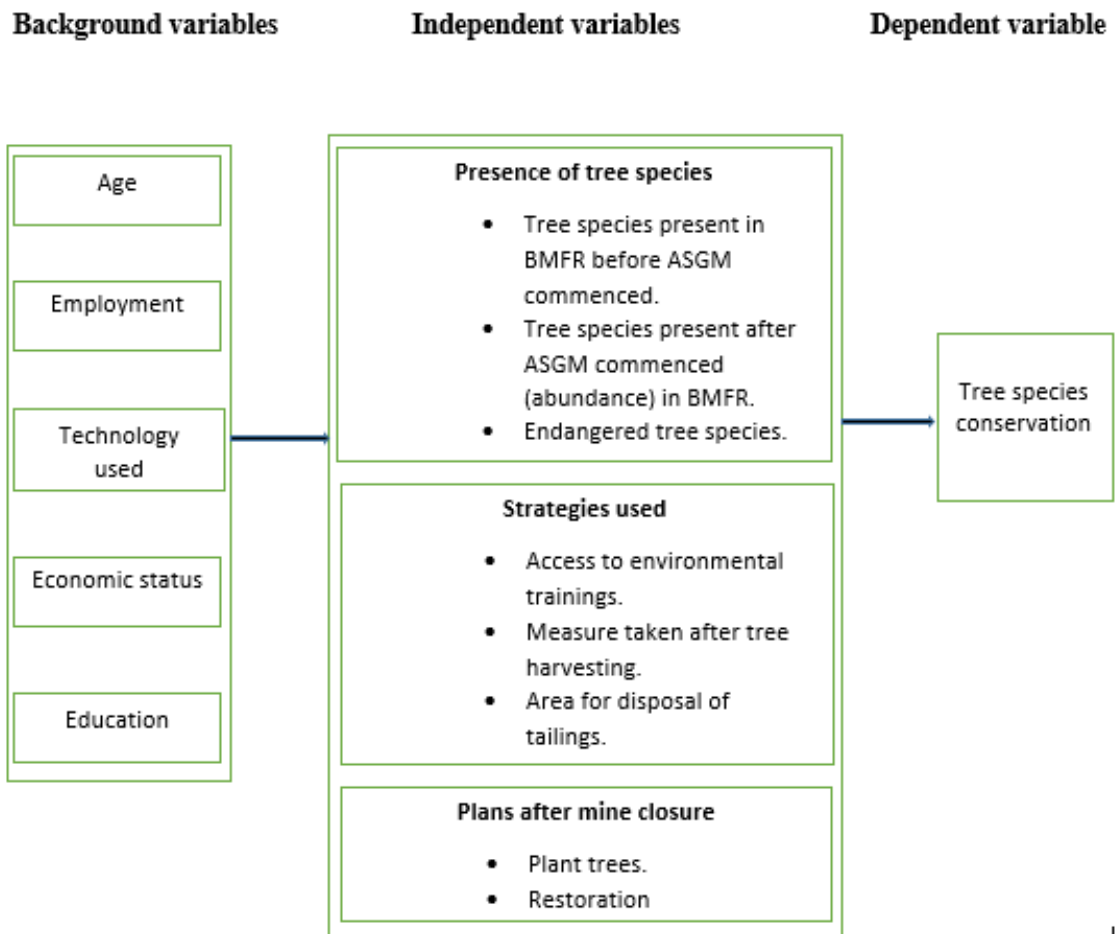 Background variables
Independent variables
Dependent variable
Age
Employment
Technology
used
Economic status
Education
Presence of tree species
• Tree species present in
BMFR before ASGM
commenced.
• Tree species present after
ASGM commenced
(abundance) in BMFR.
• Endangered tree species.
Strategies used
• Access to environmental
trainings.
• Measure taken after tree
harvesting.
• Area for disposal of
tailings.
Plans after mine closure
• Plant trees.
• Restoration
Tree species
conservation